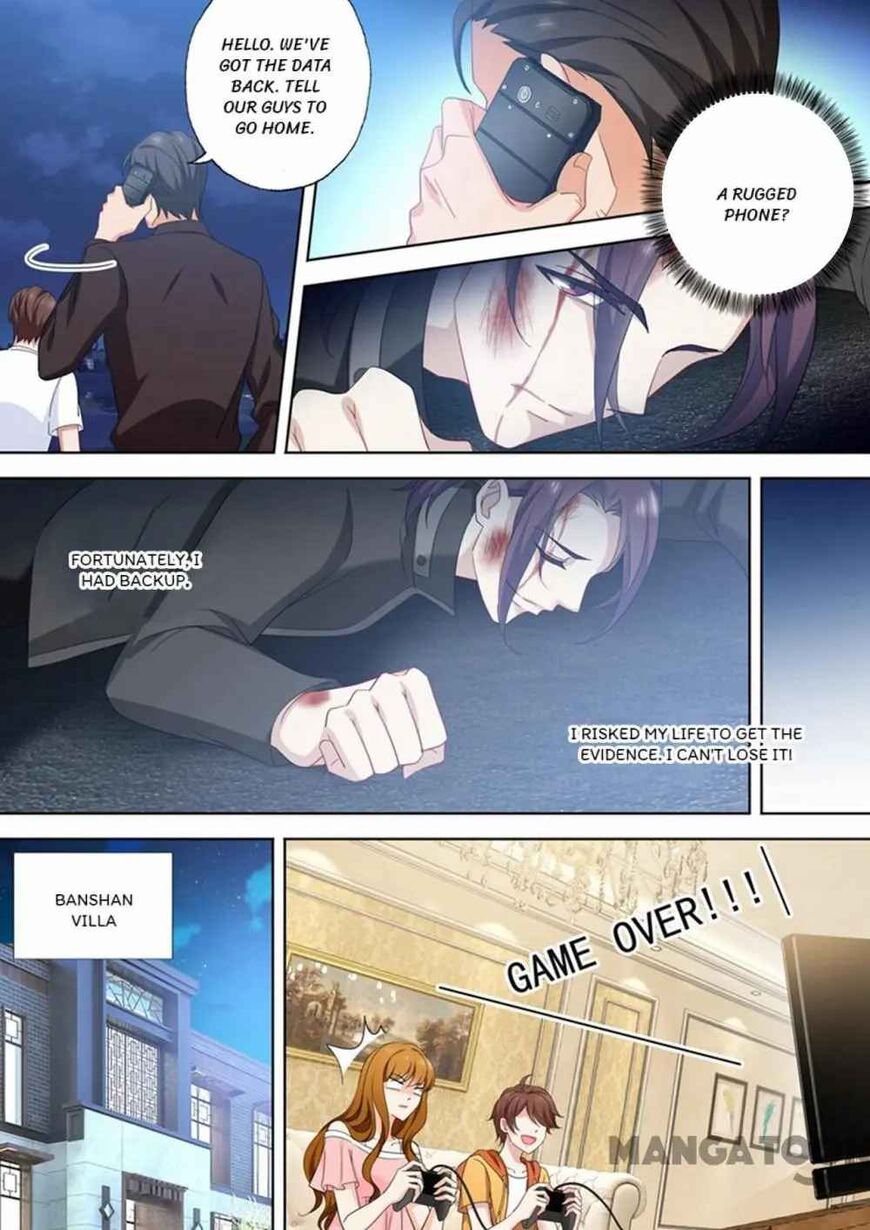 HELLO. WE'VE
GOT THE DATA
BACK. TELL
OUR GUYS TO
GO HOME.
A RUGGED
PHONE?
FORTUNATELY, I
HAD BACKUP.
I RISKED MY LIFE TO GET THE
EVIDENCE. I CAN'T LOSE IT!
BANSHAN
VILLA
GAME OVER!!!
MANGATOON